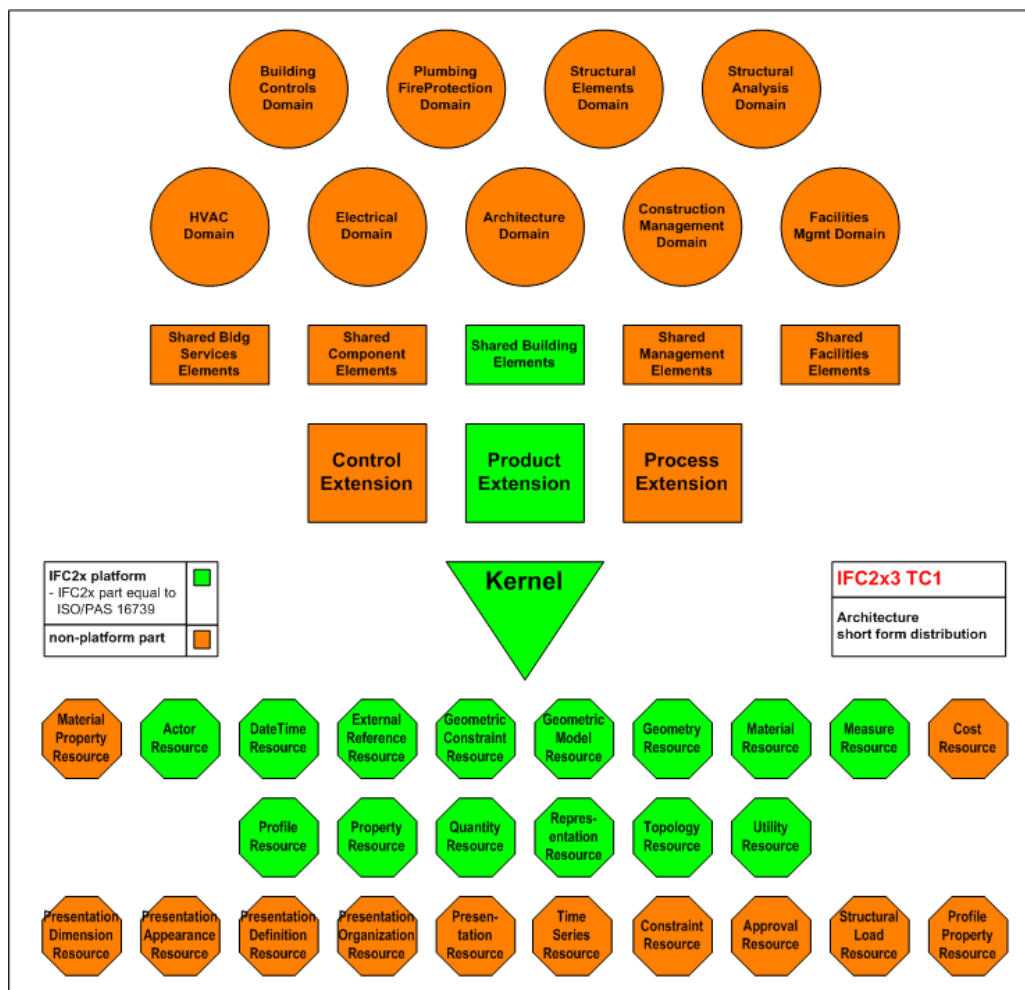 Building
Controls
Domain
Plumbing
FireProtection
Domain
Structural
Elements
Domain
Structural
Analysis
Domain
HVAC
Domain
Electrical
Domain
Architecture
Domain
Construction
Management
Domain
Facilities
Mgmt Domain
Shared Bldg
Services
Elements
Shared
Component
Elements
Shared Building
Elements
Shared
Management
Elements
Shared
Facilities
Elements
Control
Extension
Product
Extension
Process
Extension
IFC2x platform
- IFC2x part equal to
ISO/PAS 16739
non-platform part
Kernel
IFC2x3 TC1
Architecture
short form distribution
Material
Property
Resource
Actor
Resource
DateTime
Resource
External
Reference
Resource
Geometric
Constraint
Resource
Geometric
Model
Resource
Geometry
Resource
Material
Resource
Measure
Resource
Cost
Resource
Profile
Resource
Property
Resource
Quantity
Resource
Repres-
entation
Resource
Topology
Resource
Utility
Resource
Presentation
Dimension
Resource
Presentation
Appearance
Resource
Presentation
Definition
Resource
Presentation
Organization
Resource
Presen-
tation
Resource
Time
Series
Resource
Constraint
Resource
Approval
Resource
Structural
Load
Resource
Profile
Property
Resource